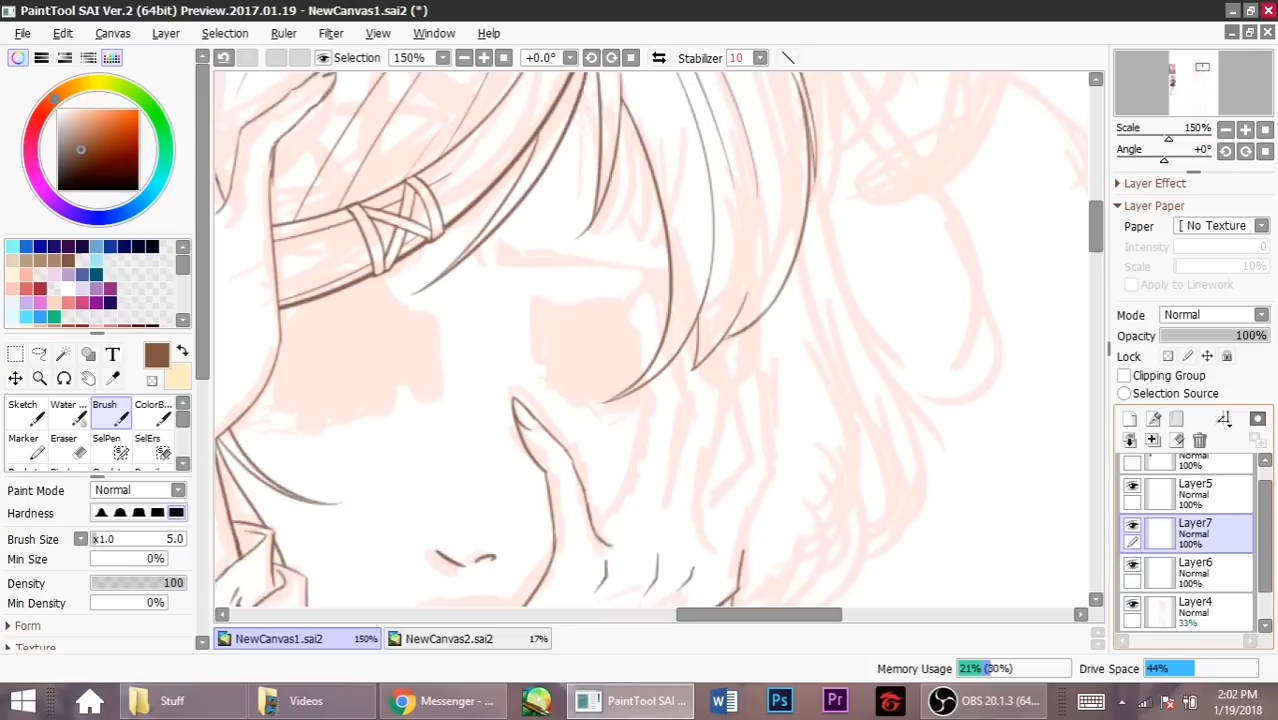 PaintTool SAI Ver.2 (64bit) Preview.2017.01.19 - NewCanvas1.sai2 (*)
File Edit Canvas Layer Selection Ruler Filter View Window Help
Selection 150% +0.0° Stabilizer 10
Scale 150%
Angle +0°
Layer Effect
Layer Paper
Paper [ No Texture
Intensity 0
Scale 10%
Apply to Linework
Mode Normal
Opacity 100%
Lock
Clipping Group
Selection Source
T
Sketch Water ... Brush ColorB...
Marker Eraser SelPen SelErs
Paint Mode Normal
Hardness
Brush Size x1.0 5.0
Min Size 0%
Density 100
Min Density 0%
Form
Texture
Normal
100%
Layer5
Normal
100%
Layer7
Normal
100%
Layer6
Normal
100%
Layer4
Normal
33%
NewCanvas1.sai2 150% NewCanvas2.sai2 17%
Memory Usage 21% (30%) Drive Space 44%
Stuff Videos Messenger - ... PaintTool SAI ... OBS 20.1.3 (64...
Ps Pr
2:02 PM
1/19/2018